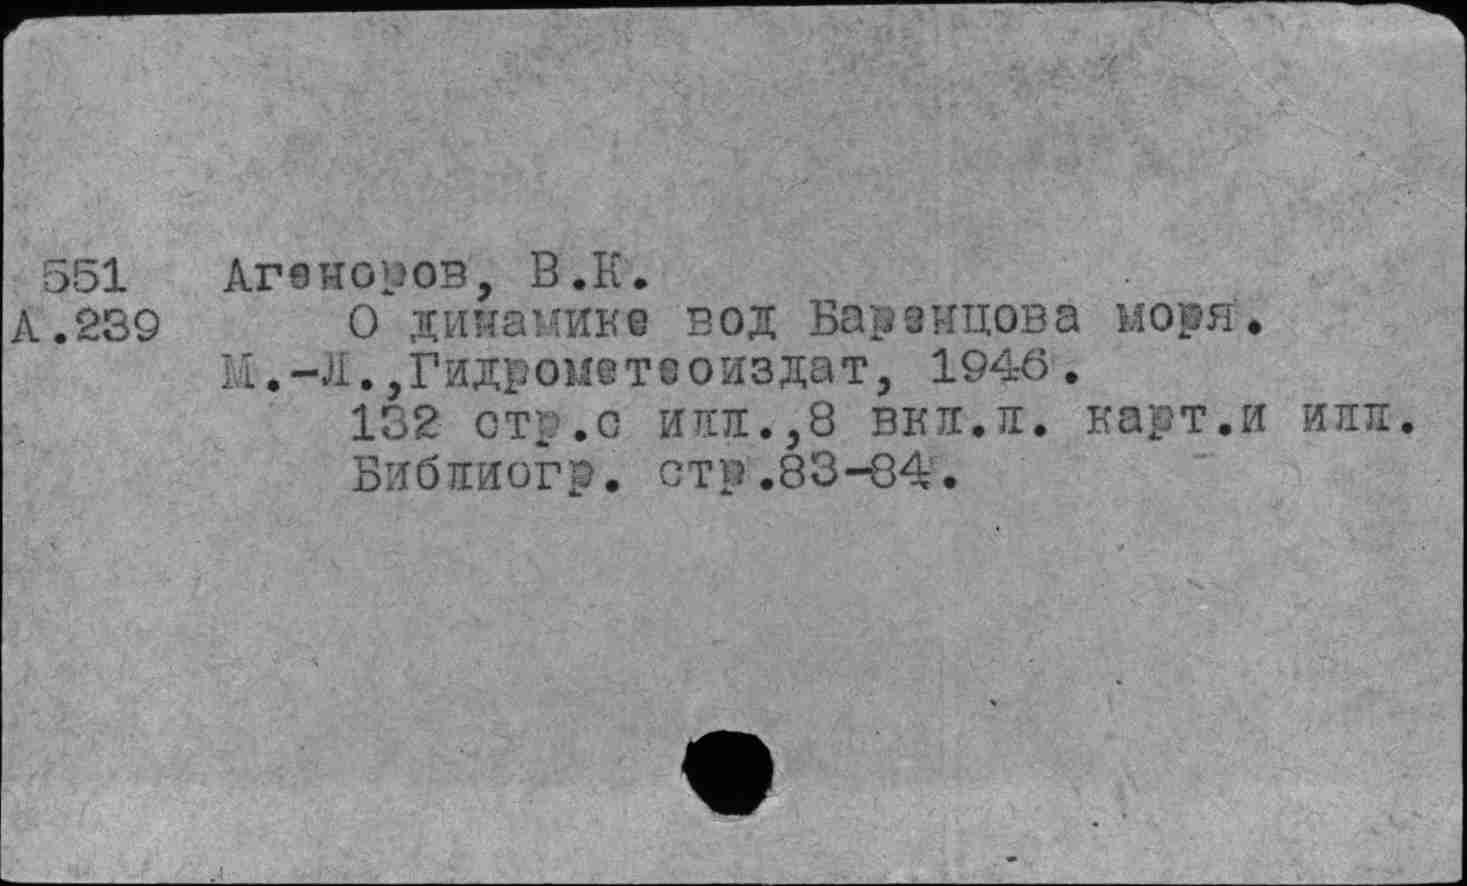 551 Агеноров, В.К.
А.239 О динамике вод Баренцова моря.
М.-Л.,Гидрометеоиздат, 1946.
132 стр.с илл.,8 вкл.л. карт.и илл.
Библиогр. стр.83-84.